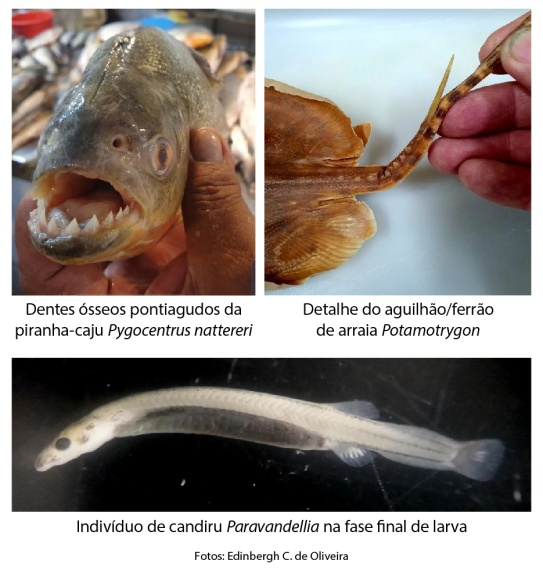 Dentes ósseos pontiagudos da
piranha-caju Pygocentrus nattereri
Detalhe do aguilhão/ferrão
de arraia Potamotrygon
Indivíduo de candiru Paravandellia na fase final de larva
Fotos: Edinbergh C. de Oliveira